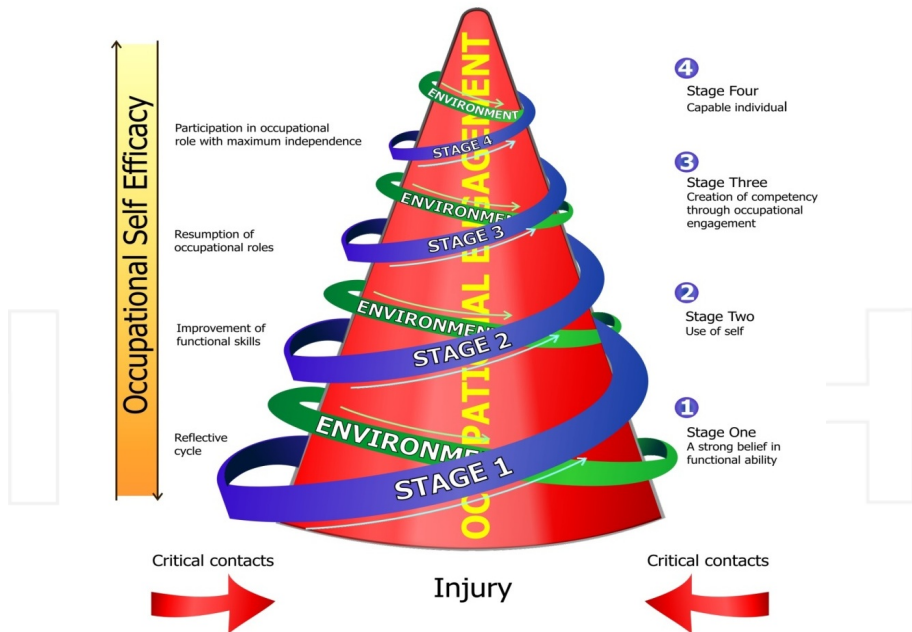 Occupational Self Efficacy
Participation in occupational
role with maximum independence
Resumption of
occupational roles
Improvement of
functional skills
Reflective
cycle
OCCUPATIONAL ENGAGEMENT
ENVIRONMENT
STAGE 4
ENVIRONMEN
STAGE 3
ENVIRONMEN
STAGE 2
ENVIRONMEN
STAGE 1
4
Stage Four
Capable individual
3
Stage Three
Creation of competency
through occupational
engagement
2
Stage Two
Use of self
1
Stage One
A strong belief in
functional ability
Critical contacts
Injury
Critical contacts